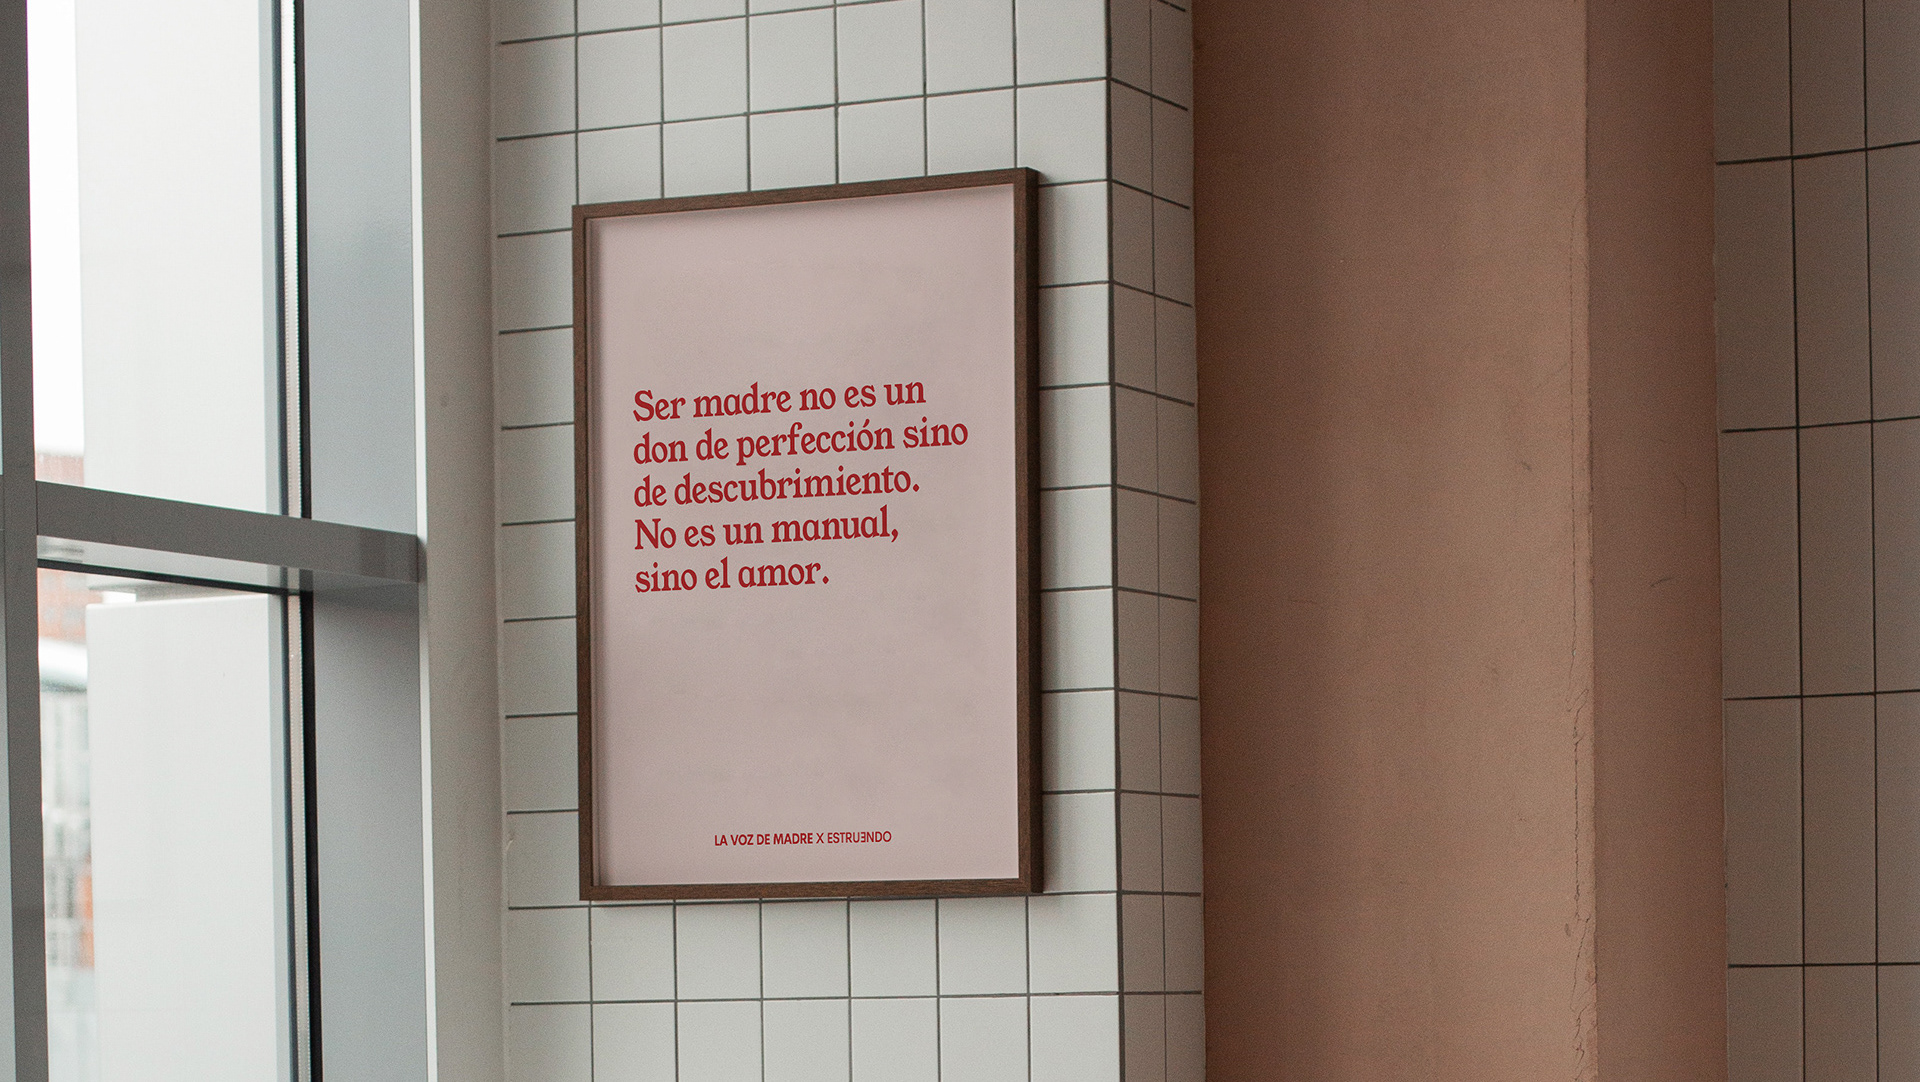 Ser madre no es un
don de perfección sino
de descubrimiento.
No es un manual,
sino el amor.
LA VOZ DE MADRE X ESTRUƎNDO